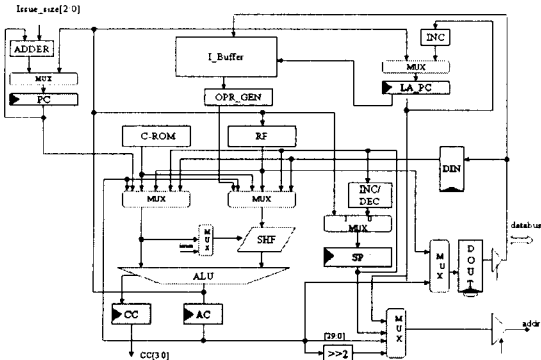 Issue_size[2:0]
INC
ADDER
I_Buffer
MUX
MUX
PC
LA_PC
OPR_GEN
C-ROM
RF
DIN
INC/
DEC
MUX
MUX
MUX
databus
MUX
SHF
MUX
DOUT
SP
ALU
CC
AC
MUX
addr
[29:0]
>>2
CC[3:0]